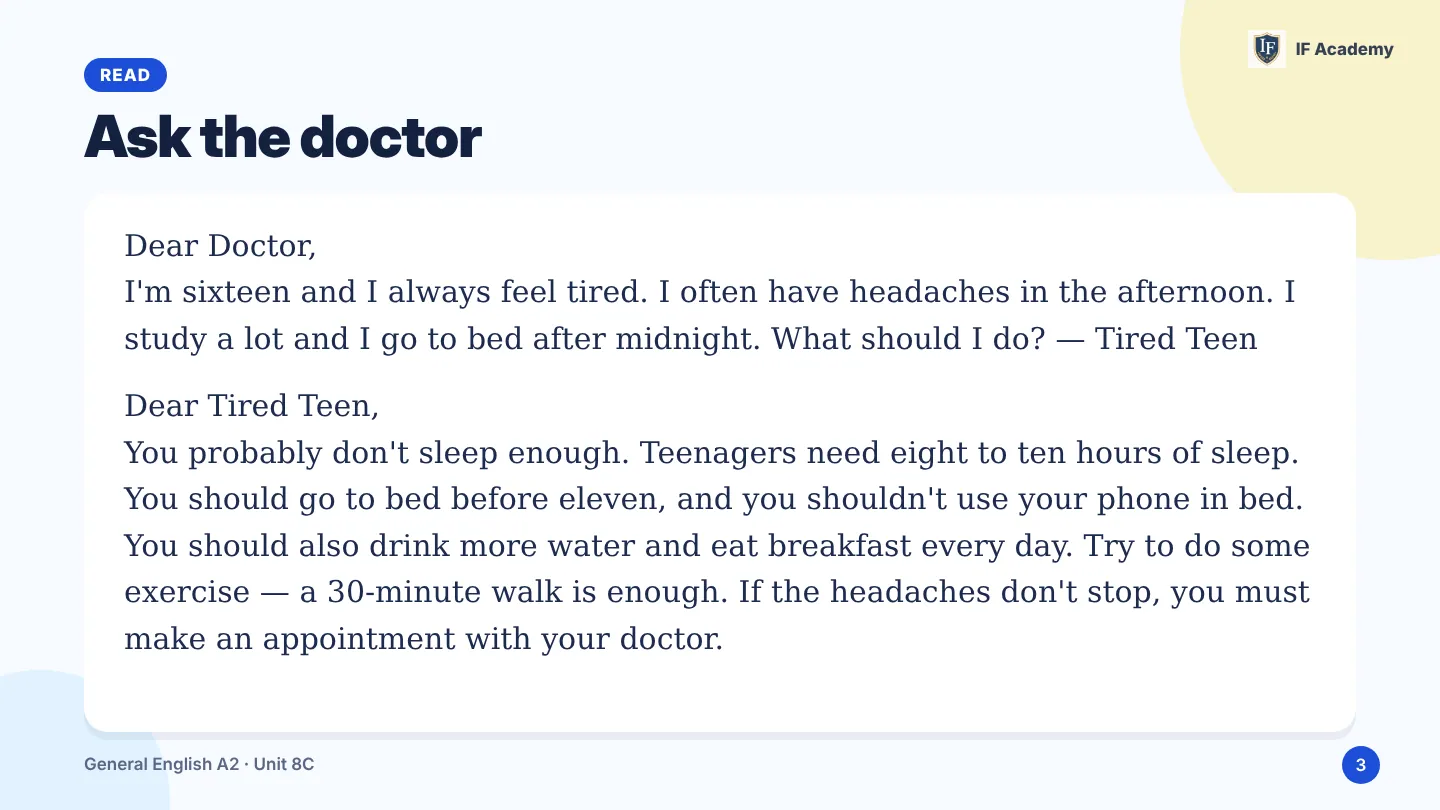 IF
IF Academy
READ
Ask the doctor
Dear Doctor,
I'm sixteen and I always feel tired. I often have headaches in the afternoon. I
study a lot and I go to bed after midnight. What should I do? — Tired Teen
Dear Tired Teen,
You probably don't sleep enough. Teenagers need eight to ten hours of sleep.
You should go to bed before eleven, and you shouldn't use your phone in bed.
You should also drink more water and eat breakfast every day. Try to do some
exercise — a 30-minute walk is enough. If the headaches don't stop, you must
make an appointment with your doctor.
General English A2 · Unit 8C
3